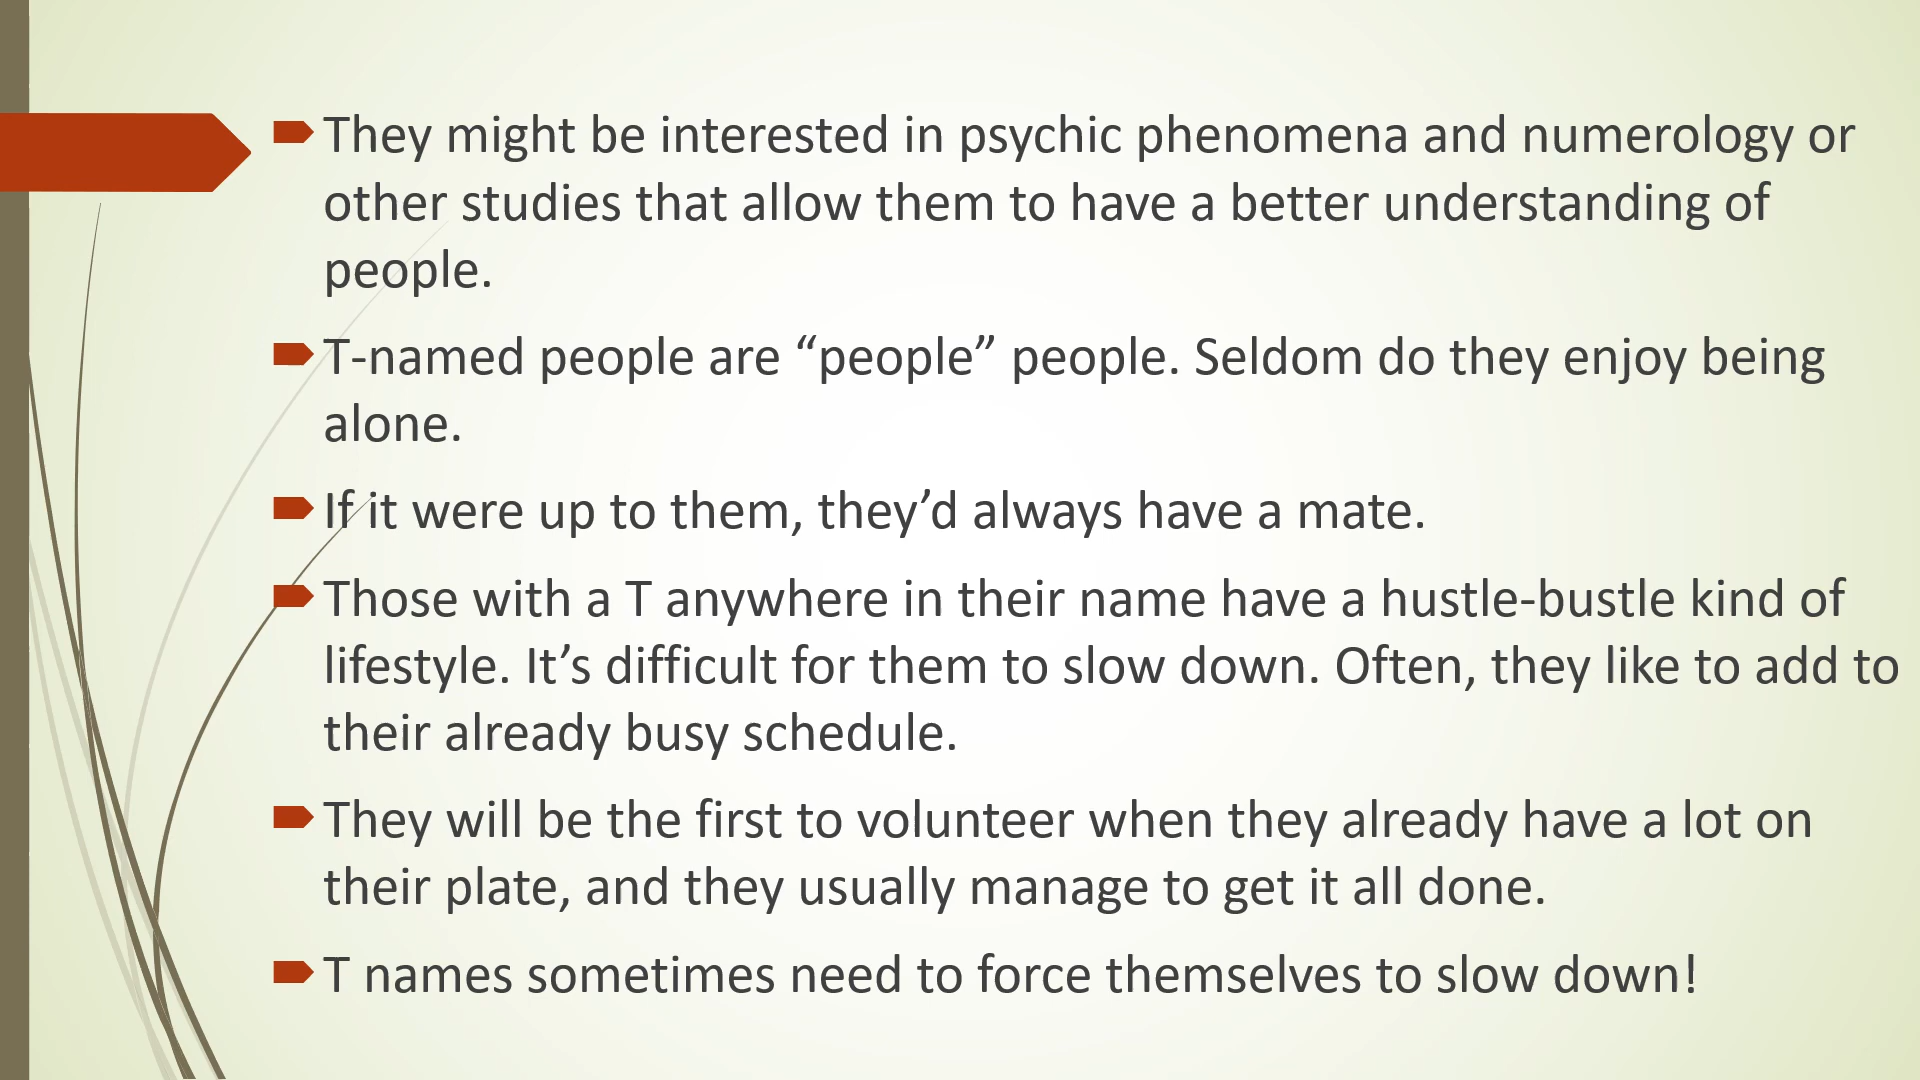 They might be interested in psychic phenomena and numerology or
other studies that allow them to have a better understanding of
people.
T-named people are “people” people. Seldom do they enjoy being
alone.
If it were up to them, they’d always have a mate.
Those with a T anywhere in their name have a hustle-bustle kind of
lifestyle. It’s difficult for them to slow down. Often, they like to add to
their already busy schedule.
They will be the first to volunteer when they already have a lot on
their plate, and they usually manage to get it all done.
T names sometimes need to force themselves to slow down!